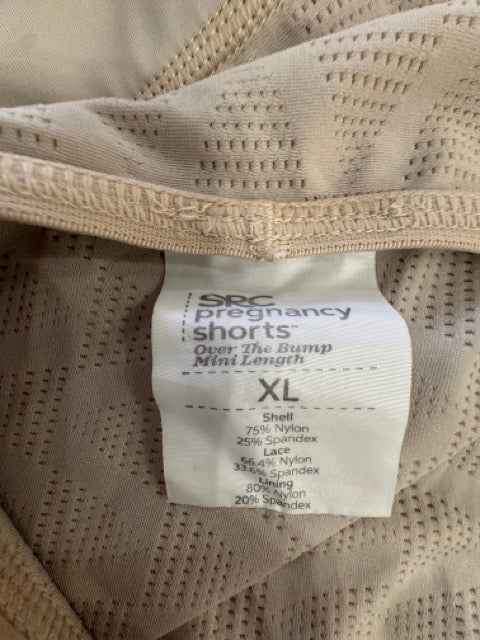 SRC
pregnancy
shorts™
Over The Bump
Mini Length
XL
Shell
75% Nylon
25% Spandex
Lace
66.4% Nylon
33.6% Spandex
Lining
80% Nylon
20% Spandex